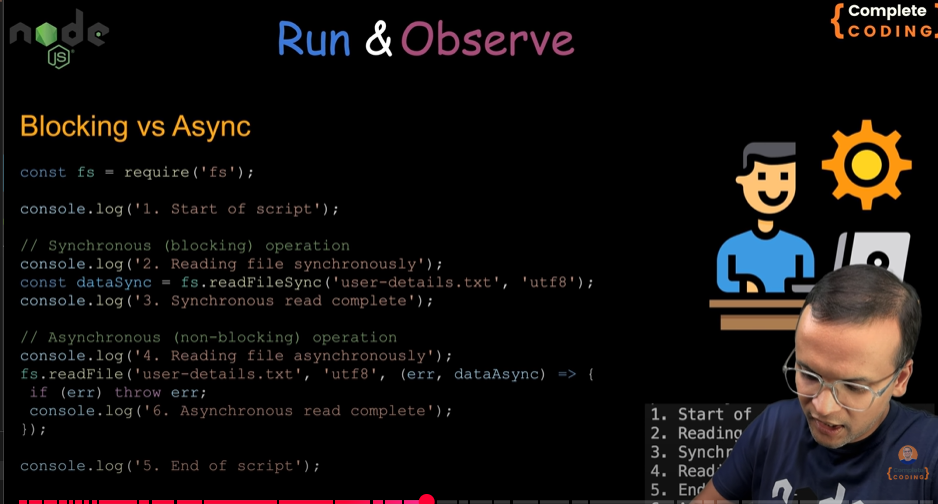 node
JS
Run & Observe
Complete
CODING
Blocking vs Async
const fs = require('fs');
console.log('1. Start of script');
// Synchronous (blocking) operation
console.log('2. Reading file synchronously');
const dataSync = fs.readFileSync('user-details.txt', 'utf8');
console.log('3. Synchronous read complete');
// Asynchronous (non-blocking) operation
console.log('4. Reading file asynchronously');
fs.readFile('user-details.txt', 'utf8', (err, dataAsync) => {
if (err) throw err;
console.log('6. Asynchronous read complete');
});
console.log('5. End of script');
1. Start of
2. Reading
3. Synchr
4. Readi
5. End
Complete
CODING